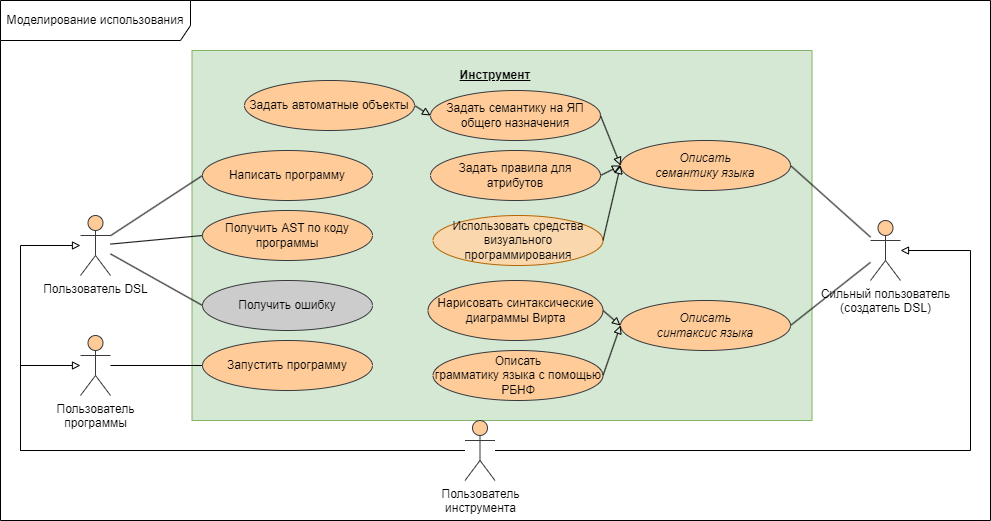 Моделирование использования
Инструмент
Задать автоматные объекты
Задать семантику на ЯП
общего назначения
Описать
семантику языка
Написать программу
Задать правила для
атрибутов
Получить AST по коду
программы
Использовать средства
визуального
программирования
Пользователь DSL
Сильный пользователь
(создатель DSL)
Получить ошибку
Нарисовать синтаксические
диаграммы Вирта
Описать
синтаксис языка
Запустить программу
Описать
грамматику языка с помощью
РБНФ
Пользователь
программы
Пользователь
инструмента